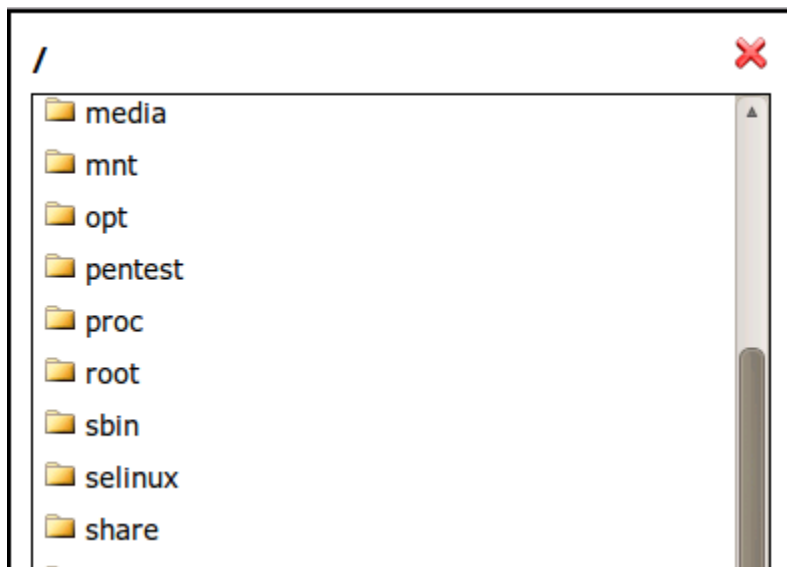 /
media
mnt
opt
pentest
proc
root
sbin
selinux
share